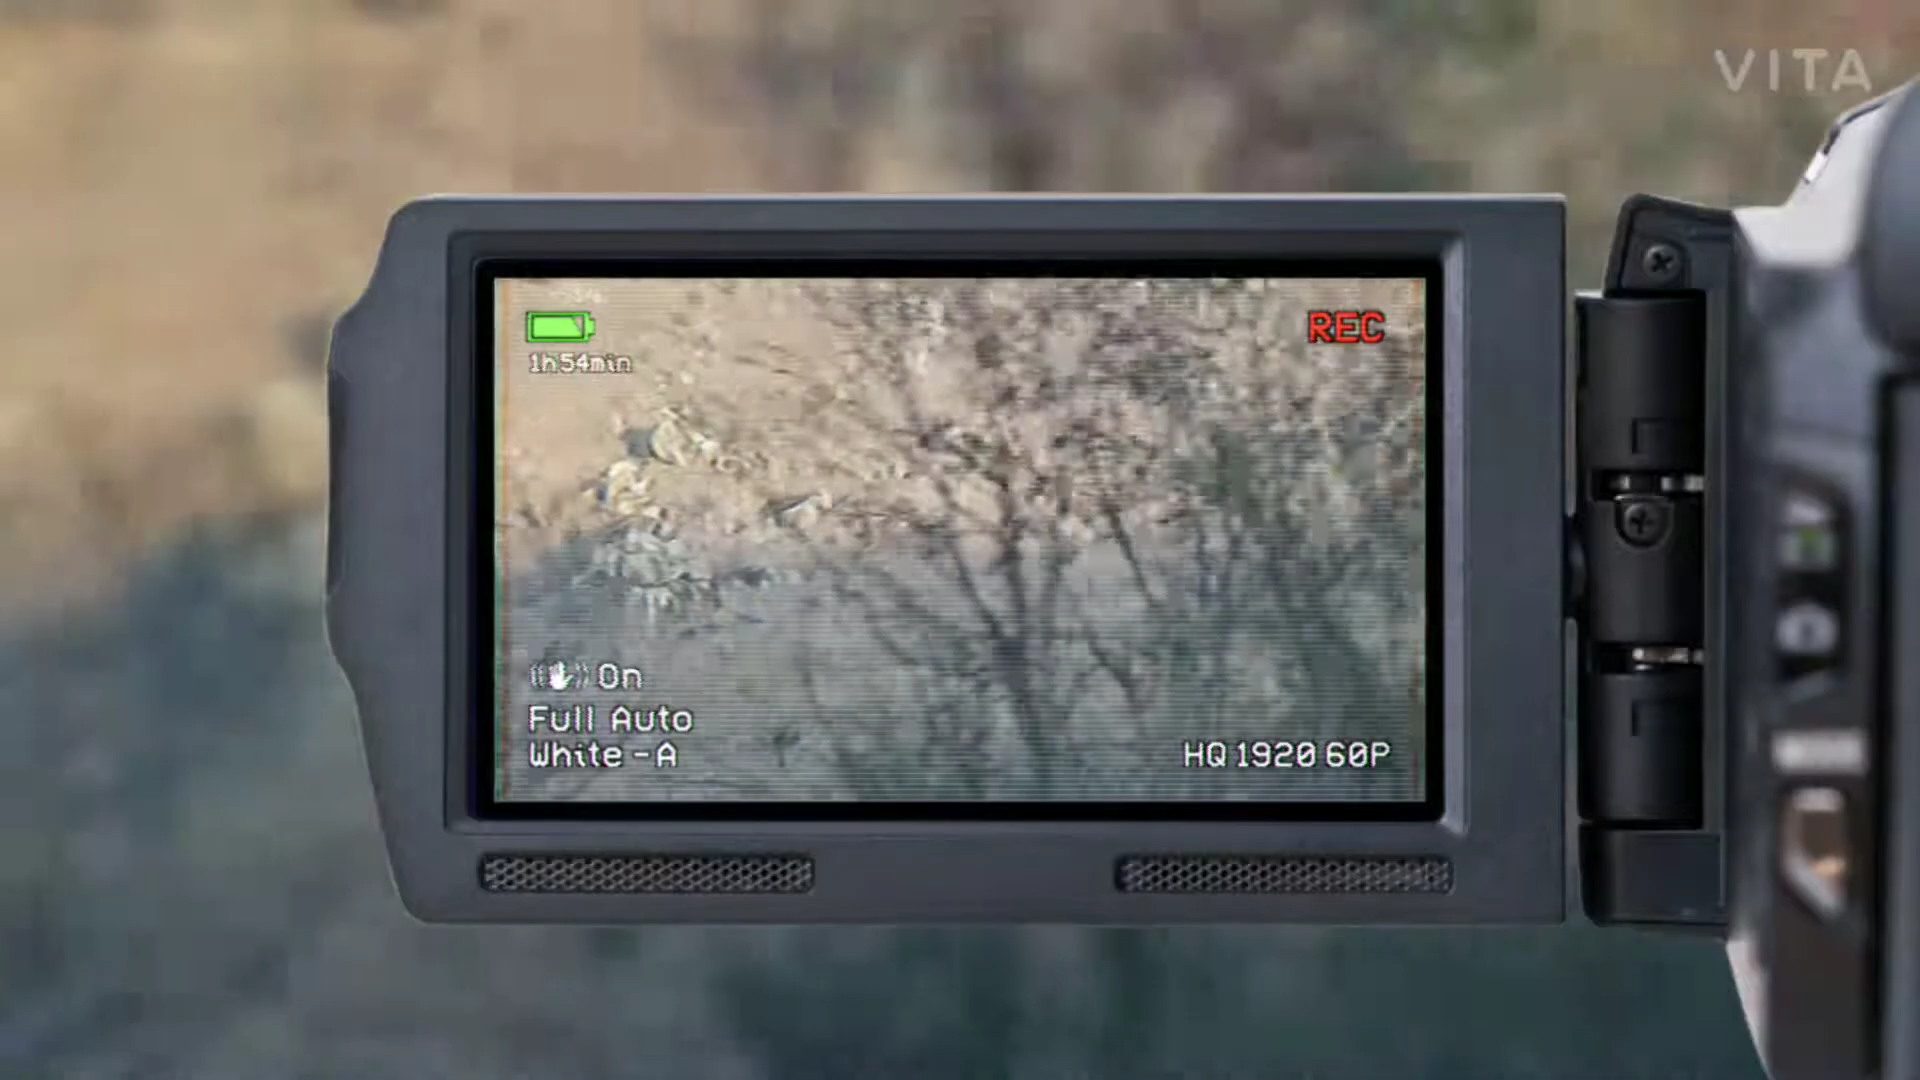 VITA
REC
1h54min
On
Full Auto
White-A
HQ 1920 60P